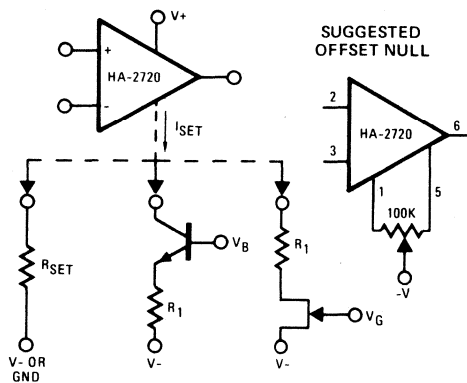 V+
+
HA-2720
-
ISET
RSET
V- OR
GND
VB
R1
V-
R1
VG
V-
SUGGESTED
OFFSET NULL
2
HA-2720
6
3
1
5
100K
-V